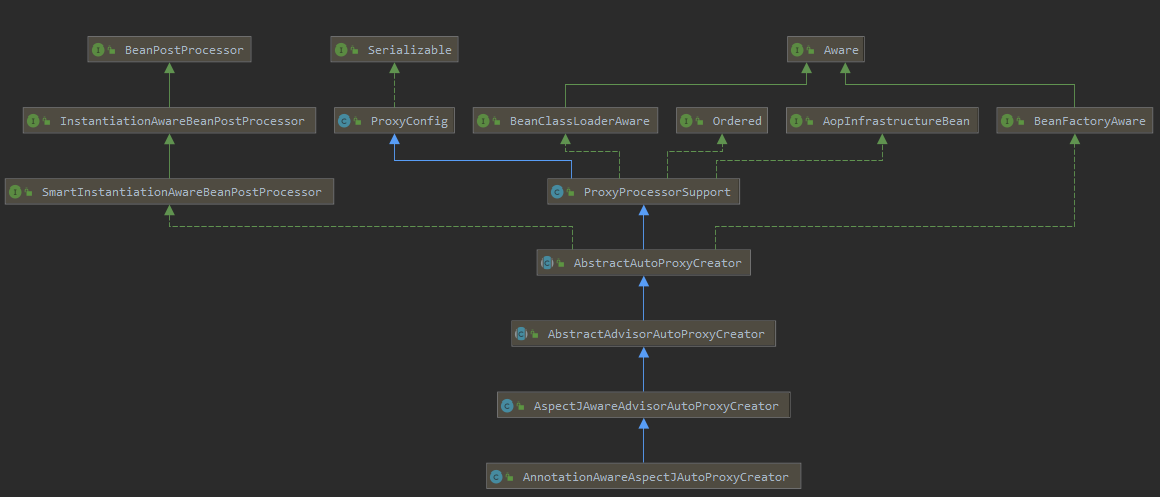 BeanPostProcessor
Serializable
Aware
InstantiationAwareBeanPostProcessor
ProxyConfig
BeanClassLoaderAware
Ordered
AopInfrastructureBean
BeanFactoryAware
SmartInstantiationAwareBeanPostProcessor
ProxyProcessorSupport
AbstractAutoProxyCreator
AbstractAdvisorAutoProxyCreator
AspectJAwareAdvisorAutoProxyCreator
AnnotationAwareAspectJAutoProxyCreator